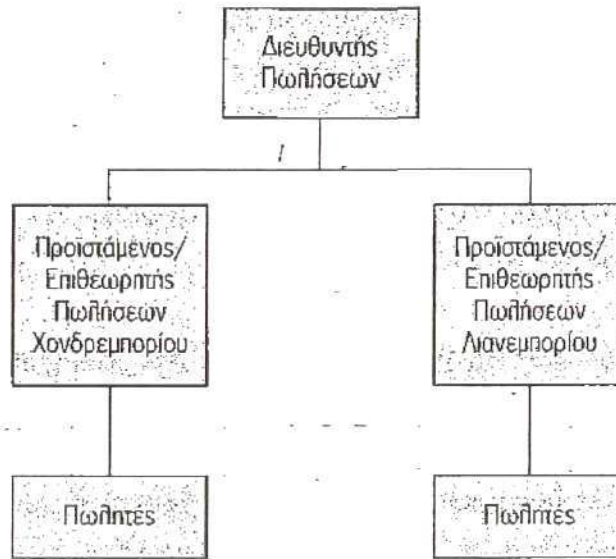 Διευθυντής
Πωλήσεων
Προϊστάμενος/
Επιθεωρητής
Πωλήσεων
Χονδρεμπορίου
Προϊστάμενος/
Επιθεωρητής
Πωλήσεων
Λιανεμπορίου
Πωλητές
Πωλητές